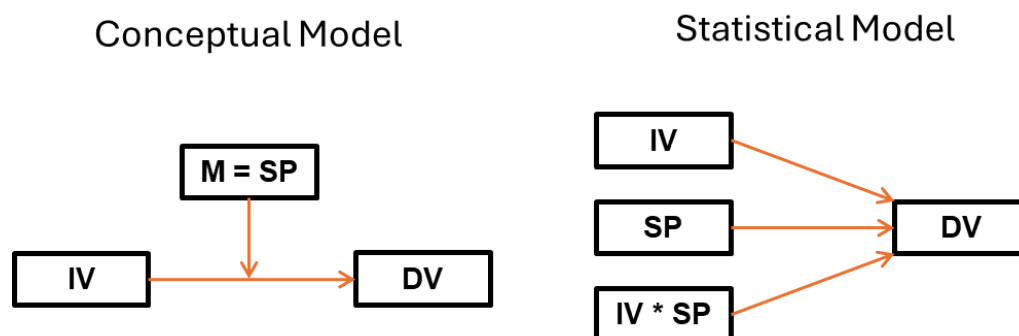 Conceptual Model
M = SP
IV
DV
Statistical Model
IV
SP
DV
IV * SP